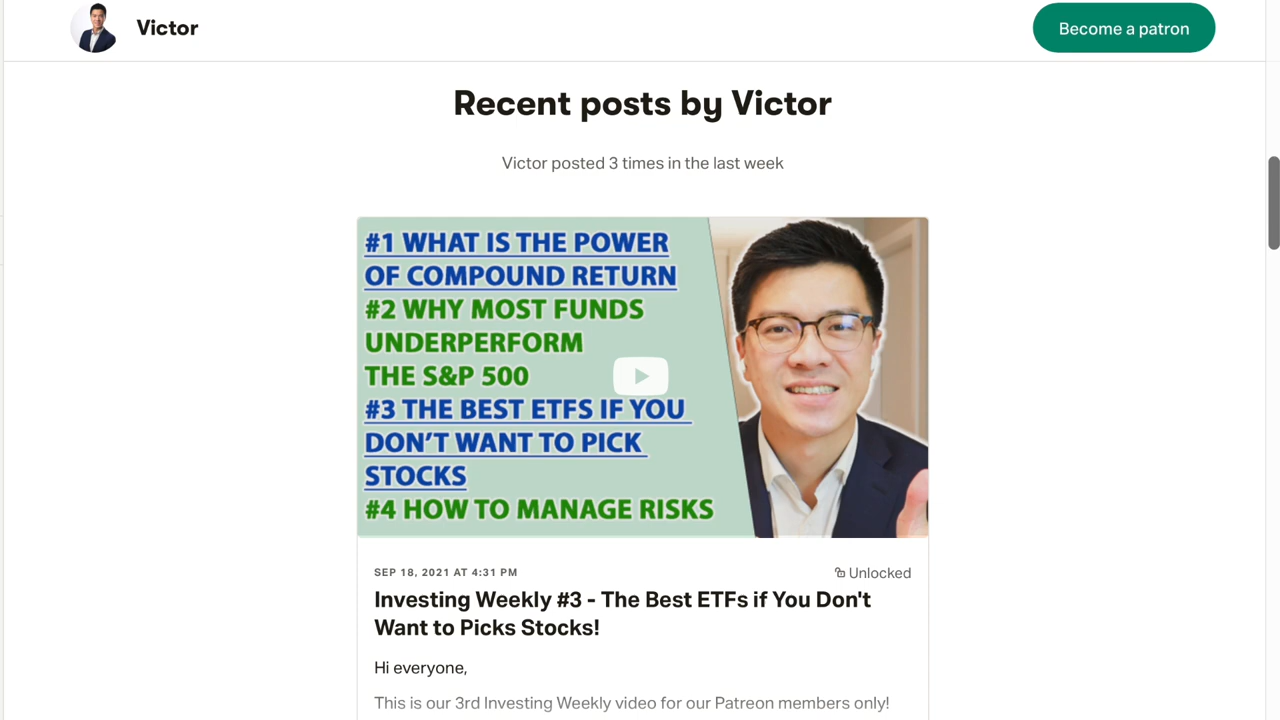 Victor
Become a patron
Recent posts by Victor
Victor posted 3 times in the last week
#1 WHAT IS THE POWER
OF COMPOUND RETURN
#2 WHY MOST FUNDS
UNDERPERFORM
THE S&P 500
#3 THE BEST ETFS IF YOU
DON'T WANT TO PICK
STOCKS
#4 HOW TO MANAGE RISKS
SEP 18, 2021 AT 4:31 PM
Unlocked
Investing Weekly #3 - The Best ETFs if You Don't
Want to Picks Stocks!
Hi everyone,
This is our 3rd Investing Weekly video for our Patreon members only!